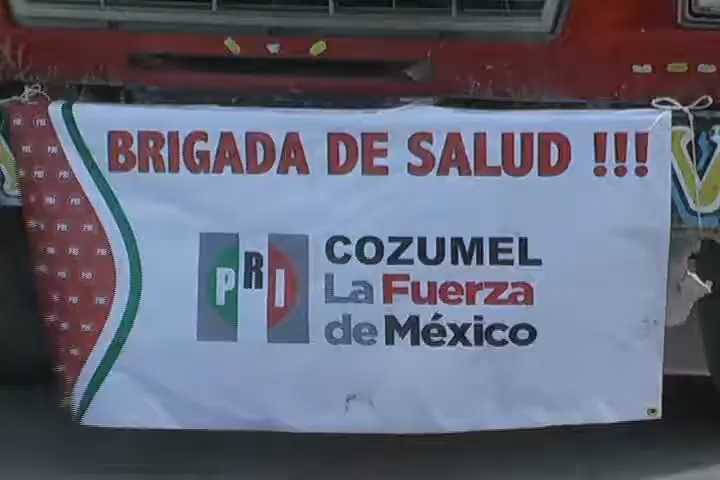 BRIGADA DE SALUD !!!
PRI
COZUMEL
La Fuerza
de México